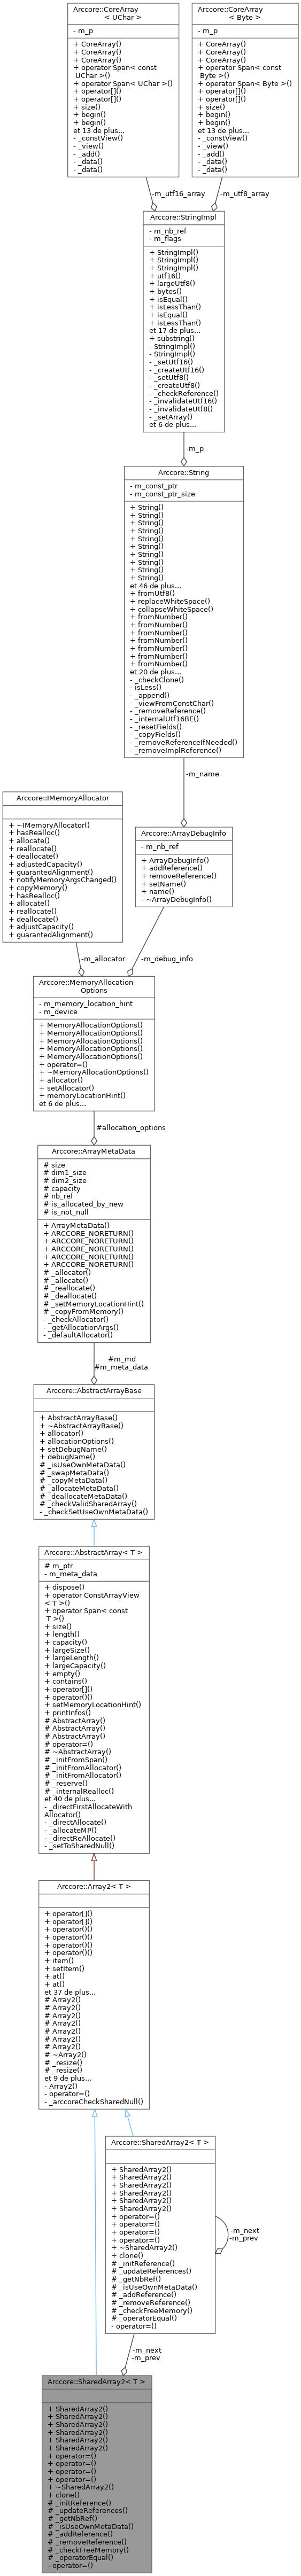 Arccore::CoreArray
< UChar >
- m_p
+ CoreArray()
+ CoreArray()
+ CoreArray()
+ operator Span< const
UChar >()
+ operator Span< UChar >()
+ operator[]()
+ operator[]()
+ size()
+ begin()
+ begin()
et 13 de plus...
- _constView()
- _view()
- _add()
- _data()
- _data()
Arccore::CoreArray
< Byte >
- m_p
+ CoreArray()
+ CoreArray()
+ CoreArray()
+ operator Span< const
Byte >()
+ operator Span< Byte >()
+ operator[]()
+ operator[]()
+ size()
+ begin()
+ begin()
et 13 de plus...
- _constView()
- _view()
- _add()
- _data()
- _data()
-m_utf16_array
-m_utf8_array
Arccore::StringImpl
- m_nb_ref
- m_flags
+ StringImpl()
+ StringImpl()
+ StringImpl()
+ utf16()
+ largeUtf8()
+ bytes()
+ isEqual()
+ isLessThan()
+ isEqual()
+ isLessThan()
et 17 de plus...
+ substring()
- StringImpl()
- StringImpl()
- _setUtf16()
- _createUtf16()
- _setUtf8()
- _createUtf8()
- _checkReference()
- _invalidateUtf16()
- _invalidateUtf8()
- _setArray()
et 6 de plus...
-m_p
Arccore::String
- m_const_ptr
- m_const_ptr_size
+ String()
+ String()
+ String()
+ String()
+ String()
+ String()
+ String()
+ String()
+ String()
+ String()
et 46 de plus...
+ fromUtf8()
+ replaceWhiteSpace()
+ collapseWhiteSpace()
+ fromNumber()
+ fromNumber()
+ fromNumber()
+ fromNumber()
+ fromNumber()
+ fromNumber()
+ fromNumber()
et 20 de plus...
- _checkClone()
- isLess()
- _append()
- _viewFromConstChar()
- _removeReference()
- _internalUtf16BE()
- _resetFields()
- _copyFields()
- _removeReferenceIfNeeded()
- _removeImplReference()
-m_name
Arccore::IMemoryAllocator
+ ~IMemoryAllocator()
+ hasRealloc()
+ allocate()
+ reallocate()
+ deallocate()
+ adjustedCapacity()
+ guarantedAlignment()
+ notifyMemoryArgsChanged()
+ copyMemory()
+ hasRealloc()
+ allocate()
+ reallocate()
+ deallocate()
+ adjustCapacity()
+ guarantedAlignment()
Arccore::ArrayDebugInfo
- m_nb_ref
+ ArrayDebugInfo()
+ addReference()
+ removeReference()
+ setName()
+ name()
- ~ArrayDebugInfo()
-m_allocator
-m_debug_info
Arccore::MemoryAllocation
Options
- m_memory_location_hint
- m_device
+ MemoryAllocationOptions()
+ MemoryAllocationOptions()
+ MemoryAllocationOptions()
+ MemoryAllocationOptions()
+ MemoryAllocationOptions()
+ operator=()
+ ~MemoryAllocationOptions()
+ allocator()
+ setAllocator()
+ memoryLocationHint()
et 6 de plus...
#allocation_options
Arccore::ArrayMetaData
# size
# dim1_size
# dim2_size
# capacity
# nb_ref
# is_allocated_by_new
# is_not_null
+ ArrayMetaData()
+ ARCCORE_NORETURN()
+ ARCCORE_NORETURN()
+ ARCCORE_NORETURN()
+ ARCCORE_NORETURN()
+ ARCCORE_NORETURN()
# _allocator()
# _allocate()
# _reallocate()
# _deallocate()
# _setMemoryLocationHint()
# _copyFromMemory()
- _checkAllocator()
- _getAllocationArgs()
- _defaultAllocator()
#m_md
#m_meta_data
Arccore::AbstractArrayBase
+ AbstractArrayBase()
+ ~AbstractArrayBase()
+ allocator()
+ allocationOptions()
+ setDebugName()
+ debugName()
# _isUseOwnMetaData()
# _swapMetaData()
# _copyMetaData()
# _allocateMetaData()
# _deallocateMetaData()
# _checkValidSharedArray()
- _checkSetUseOwnMetaData()
Arccore::AbstractArray< T >
# m_ptr
- m_meta_data
+ dispose()
+ operator ConstArrayView
< T >()
+ operator Span< const
T >()
+ size()
+ length()
+ capacity()
+ largeSize()
+ largeLength()
+ largeCapacity()
+ empty()
+ contains()
+ operator[]()
+ operator()()
+ setMemoryLocationHint()
+ printInfos()
# AbstractArray()
# AbstractArray()
# AbstractArray()
# operator=()
# ~AbstractArray()
# _initFromSpan()
# _initFromAllocator()
# _initFromAllocator()
# _reserve()
# _internalRealloc()
et 40 de plus...
- _directFirstAllocateWith
Allocator()
- _directAllocate()
- _allocateMP()
- _directReAllocate()
- _setToSharedNull()
Arccore::Array2< T >
+ operator[]()
+ operator[]()
+ operator()()
+ operator()()
+ operator()()
+ operator()()
+ item()
+ setItem()
+ at()
+ at()
et 37 de plus...
# Array2()
# Array2()
# Array2()
# Array2()
# Array2()
# Array2()
# Array2()
# ~Array2()
# _resize()
# _resize()
et 9 de plus...
- Array2()
- operator=()
- _arccoreCheckSharedNull()
Arccore::SharedArray2< T >
+ SharedArray2()
+ SharedArray2()
+ SharedArray2()
+ SharedArray2()
+ SharedArray2()
+ SharedArray2()
+ operator=()
+ operator=()
+ operator=()
+ operator=()
+ ~SharedArray2()
+ clone()
# _initReference()
# _updateReferences()
# _getNbRef()
# _isUseOwnMetaData()
# _addReference()
# _removeReference()
# _checkFreeMemory()
# _operatorEqual()
- operator=()
-m_next
-m_prev
-m_next
-m_prev
Arccore::SharedArray2< T >
+ SharedArray2()
+ SharedArray2()
+ SharedArray2()
+ SharedArray2()
+ SharedArray2()
+ SharedArray2()
+ operator=()
+ operator=()
+ operator=()
+ operator=()
+ ~SharedArray2()
+ clone()
# _initReference()
# _updateReferences()
# _getNbRef()
# _isUseOwnMetaData()
# _addReference()
# _removeReference()
# _checkFreeMemory()
# _operatorEqual()
- operator=()